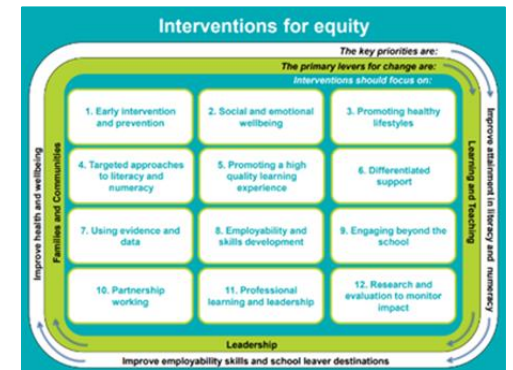 Interventions for equity
The key priorities are:
The primary levers for change are:
Interventions should focus on:
1. Early intervention
and prevention
2. Social and emotional
wellbeing
3. Promoting healthy
lifestyles
4. Targeted approaches
to literacy and
numeracy
5. Promoting a high
quality learning
experience
6. Differentiated
support
7. Using evidence and
data
8. Employability and
skills development
9. Engaging beyond the
school
10. Partnership
working
11. Professional
learning and leadership
12. Research and
evaluation to monitor
impact
Improve health and wellbeing
Families and Communities
Learning and Teaching
Improve attainment in literacy and numeracy
Leadership
Improve employability skills and school leaver destinations